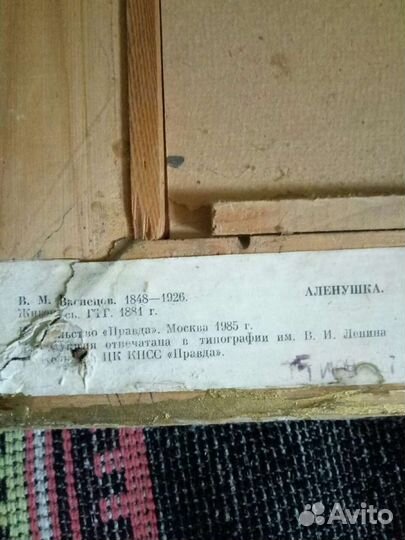 В. М. Васнецов. 1848—1926. АЛЕНУШКА.
ГТГ. 1881 г.
«Правда». Москва 1985 г.
отпечатана в типографии им. В. И. Ленина
ЦК КПСС «Правда».
Avito